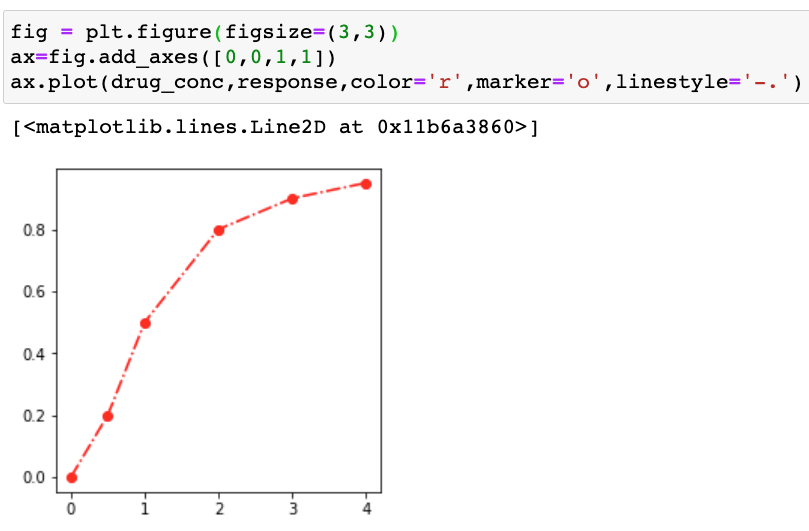 fig = plt.figure(figsize=(3,3))
ax=fig.add_axes([0,0,1,1])
ax.plot(drug_conc,response,color='r',marker='o',linestyle='-.')
[<matplotlib.lines.Line2D at 0x11b6a3860>]
0.8
0.6
0.4
0.2
0.0
0 1 2 3 4